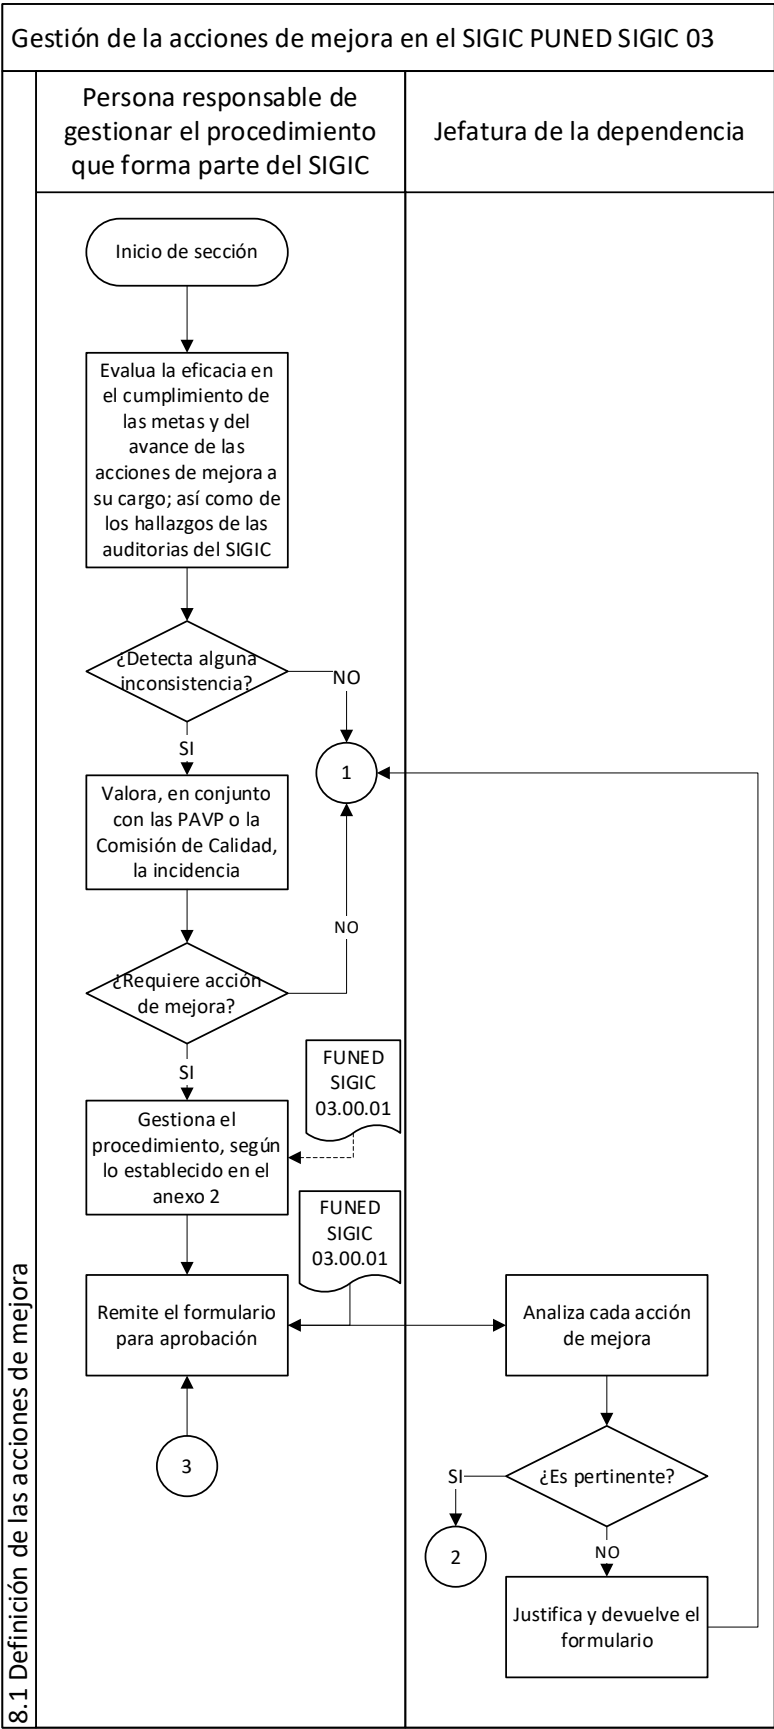 Gestión de la acciones de mejora en el SIGIC PUNED SIGIC 03
Persona responsable de
gestionar el procedimiento
que forma parte del SIGIC
Jefatura de la dependencia
8.1 Definición de las acciones de mejora
Inicio de sección
Evalua la eficacia en
el cumplimiento de
las metas y del
avance de las
acciones de mejora a
su cargo; así como de
los hallazgos de las
auditorias del SIGIC
¿Detecta alguna
inconsistencia?
NO
SI
1
Valora, en conjunto
con las PAVP o la
Comisión de Calidad,
la incidencia
NO
¿Requiere acción
de mejora?
SI
FUNED
SIGIC
03.00.01
Gestiona el
procedimiento, según
lo establecido en el
anexo 2
FUNED
SIGIC
03.00.01
Remite el formulario
para aprobación
3
Analiza cada acción
de mejora
¿Es pertinente?
SI
2
NO
Justifica y devuelve el
formulario